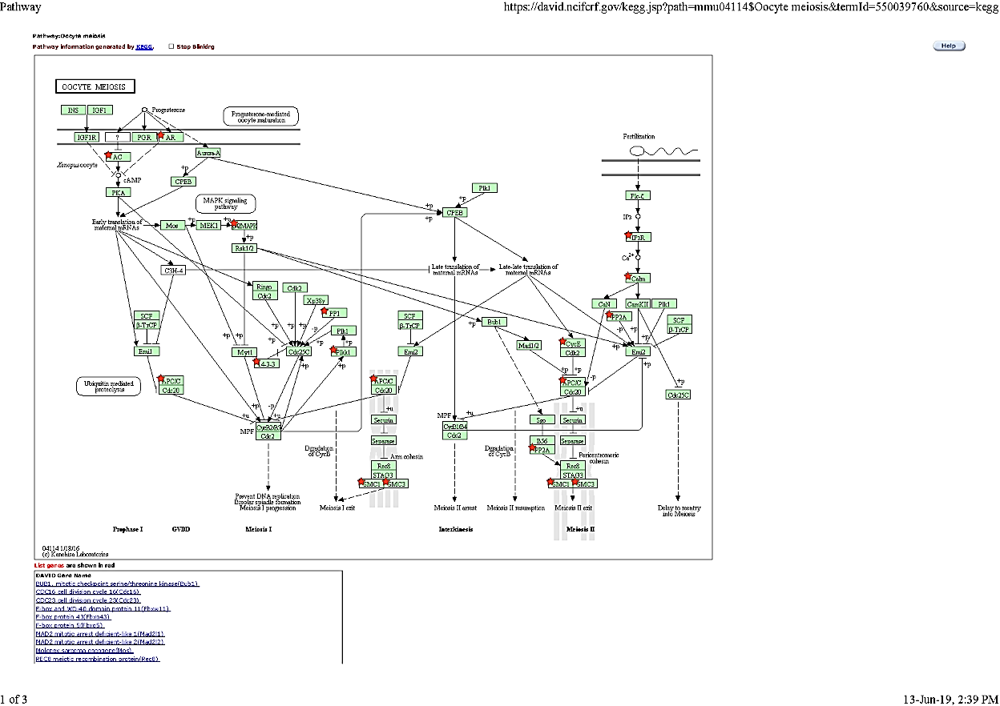 Pathway
https://david.ncifcrf.gov/kegg.jsp?path=mmu04114$Oocyte meiosis&termId=550039760&source=kegg
Pathway:Oocyte meiosis
Pathway information generated by KEGG.
Stop Blinking
Help
OOCYTE MEIOSIS
INS
IGF1
Progesterone
Progesterone-mediated
oocyte maturation
IGF1R
?
PGR
AR
Fertilization
Aurora-A
AC
Xenopus oocyte
cAMP
+p
CPEB
PKA
Plk1
+p
Plc-ξ
MAPK signaling
pathway
+p
CPEB
+p
IP3
Early translation of
maternal mRNAs
Mos
+p
MEK1
+p
MAPK
IP3R
+p
Rsk1/2
Ca2+
C3H-4
Late translation of
maternal mRNAs
Late-late translation of
maternal mRNAs
Calm
Ringo
Cdc2
Cdk2
Xp38γ
PP1
CaN
CamKII
Plk1
SCF
β-TrCP
SCF
β-TrCP
PP2A
SCF
β-TrCP
+p
Bub1
+p
+p
+p
-p
Plk1
-p
+p
+p
+p
+p
+p
Mad1/2
CycE
Cdk2
+p
Emi1
Myt1
Cdc25C
Plkk1
Emi2
Emi2
14-3-3
+p
+p
+p
+p
+p
Ubiquitin mediated
proteolysis
APC/C
Cdc20
APC/C
Cdc20
APC/C
Cdc20
-p
+p
Cdc25C
+p
-p
+u
+u
+u
MPF
+u
+u
Securin
Sgo
Securin
MPF
Cdc2
Cdc2
Separase
B56
PP2A
Separase
Dgradation
of CycB
Arm cohesin
Dgradation
of CycB
Pericentromeric
cohesin
Rec8
STAG3
SMC1
SMC3
Rec8
STAG3
SMC1
SMC3
Prevent DNA replication
Bipolar spindle formation
Meiosis I progression
Meiosis I exit
Meiosis II arrest
Meiosis II resumption
Meiosis II exit
Delay to reentry
into Meiosis
Prophase I
GVBD
Meiosis I
Interkinesis
Meiosis II
04114 1/18/16
(c) Kanehisa Laboratories
List genes are shown in red
DAVID Gene Name
BUB1, mitotic checkpoint serine/threonine kinase(Bub1)
CDC16 cell division cycle 16(Cdc16)
CDC23 cell division cycle 23(Cdc23)
F-box and WD-40 domain protein 11(Fbxw11)
F-box protein 43(Fbxo43)
F-box protein 5(Fbxo5)
MAD2 mitotic arrest deficient-like 1(Mad2l1)
MAD2 mitotic arrest deficient-like 2(Mad2l2)
Moloney sarcoma oncogene(Mos)
REC8 meiotic recombination protein(Rec8)
1 of 3
13-Jun-19, 2:39 PM